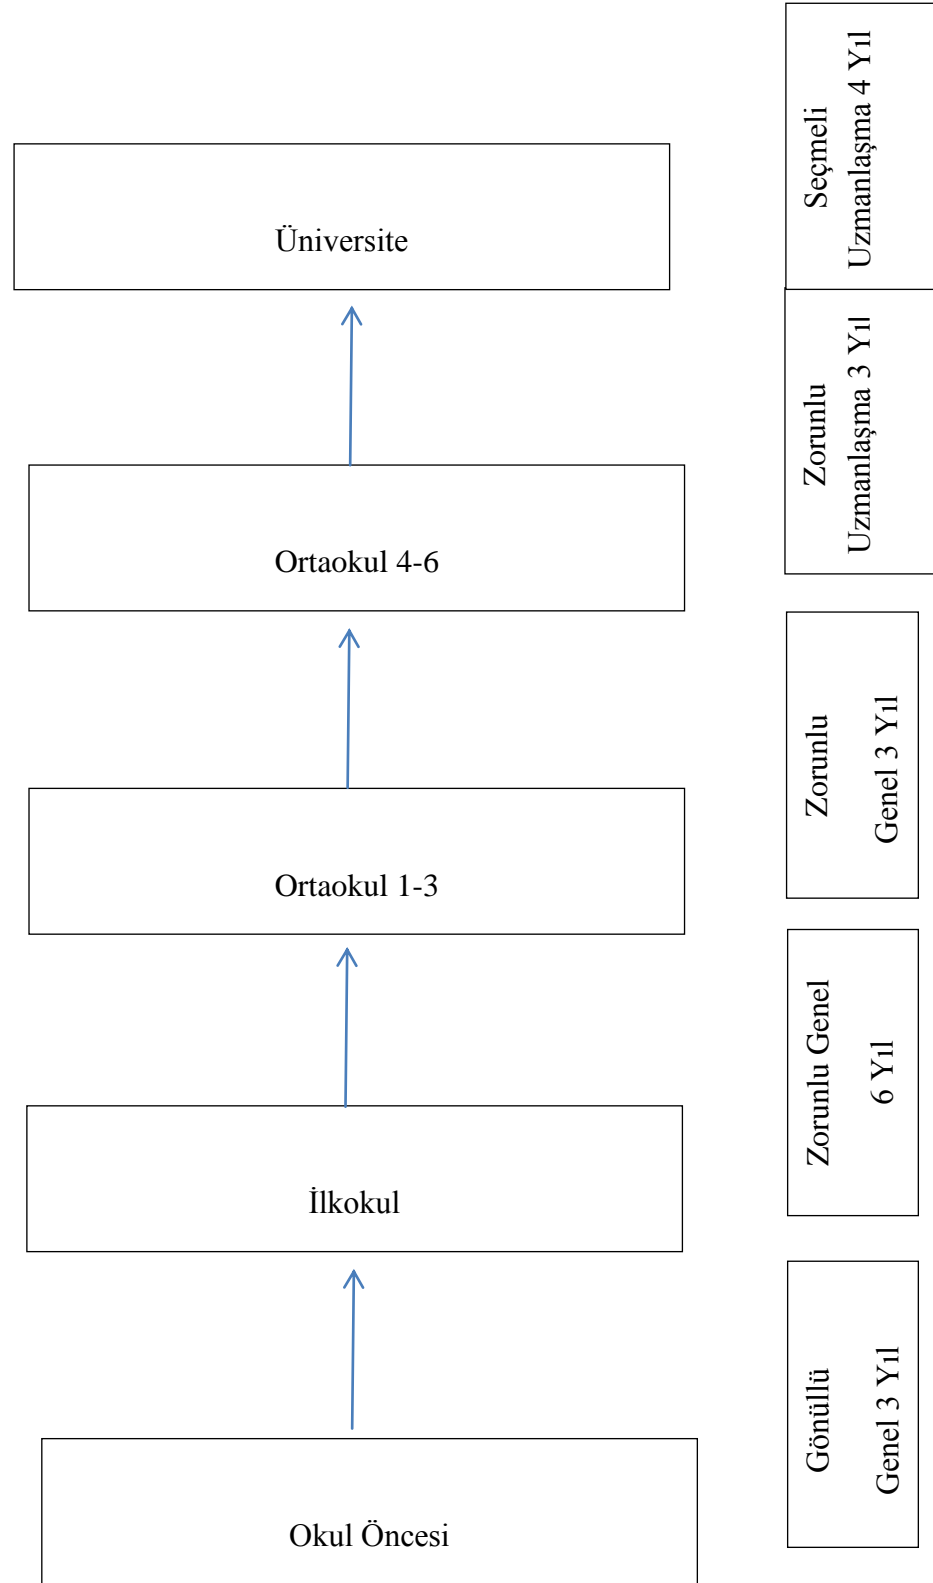 Seçmeli
Uzmanlaşma 4 Yıl
Üniversite
Zorunlu
Uzmanlaşma 3 Yıl
Ortaokul 4-6
Zorunlu
Genel 3 Yıl
Ortaokul 1-3
Zorunlu Genel
6 Yıl
İlkokul
Gönüllü
Genel 3 Yıl
Okul Öncesi